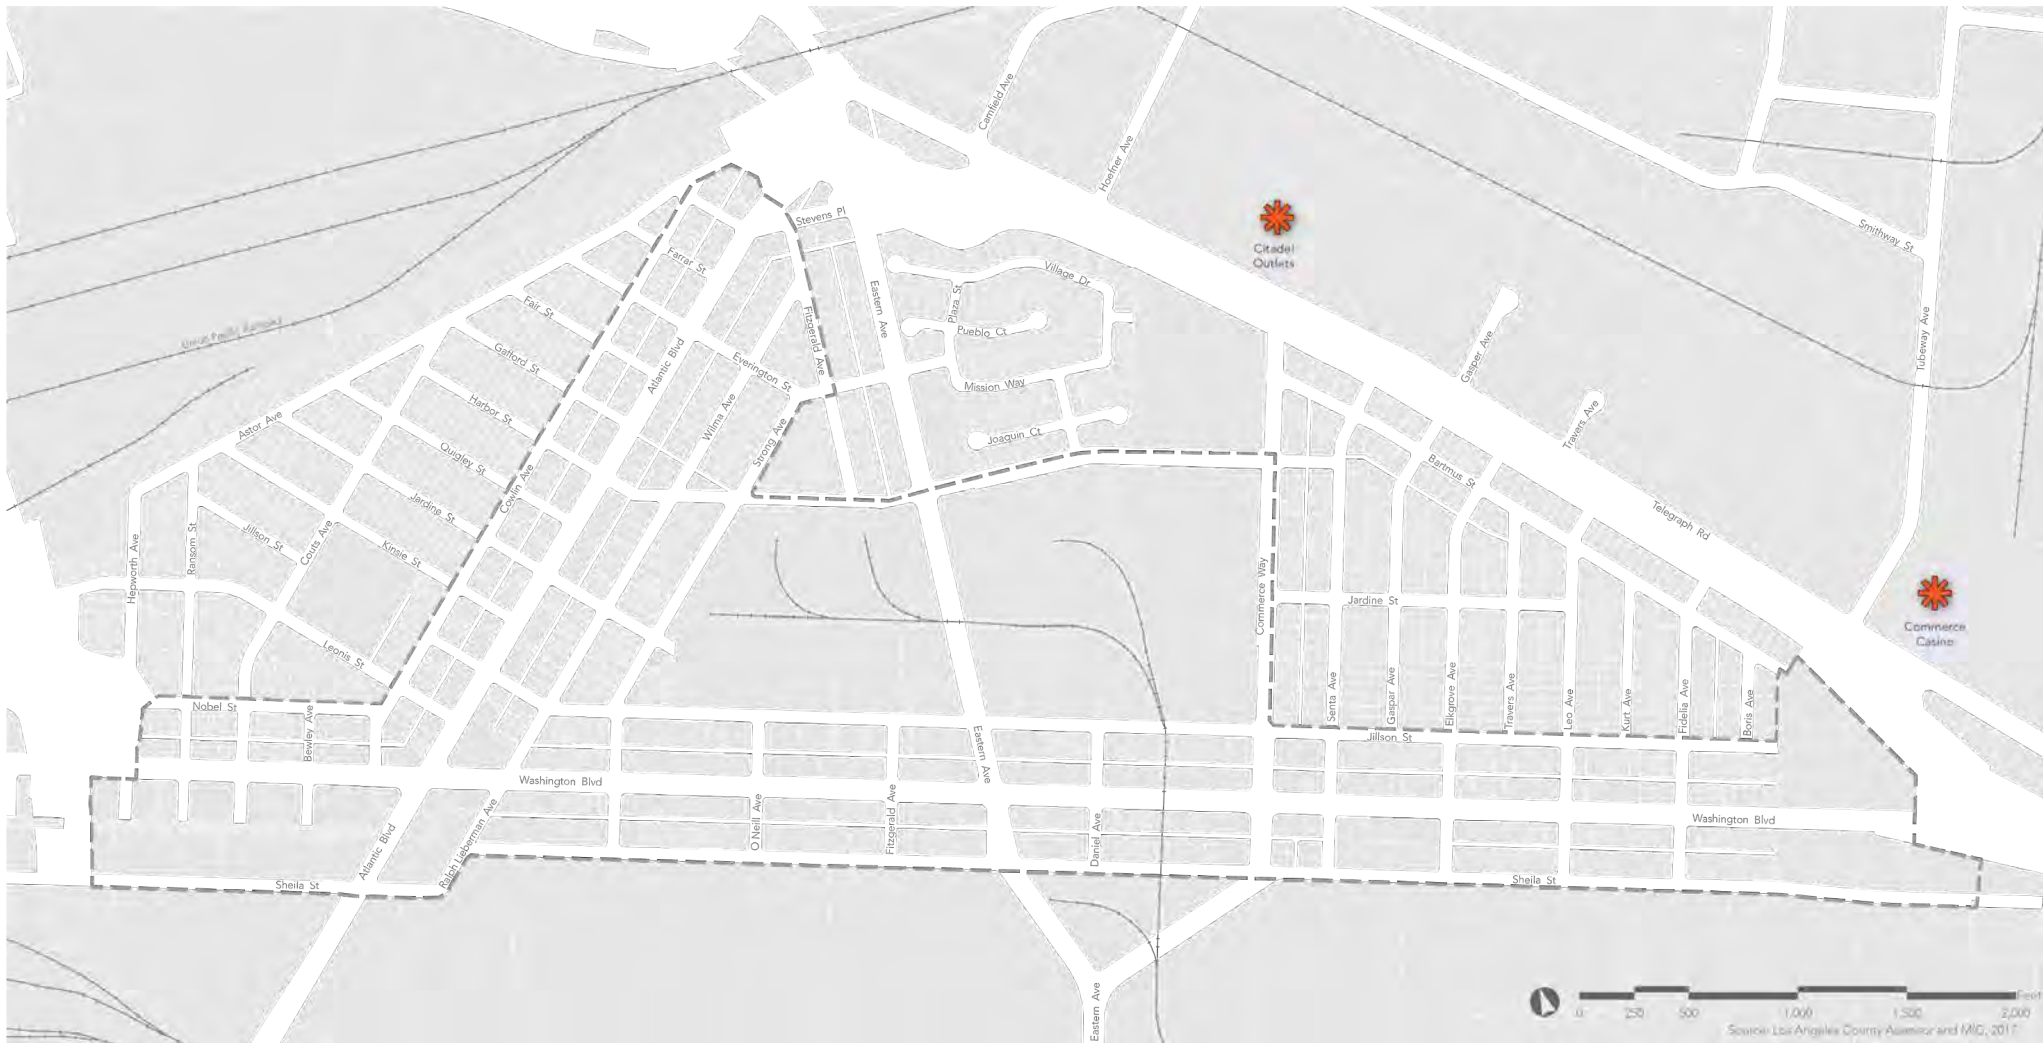 Camfield Ave
Hoefner Ave
Stevens Pl
Citadel
Outlets
Smithway St
Farrar St
Village Dr
Plaza St
Eastern Ave
Fair St
Fitzgerald Ave
Pueblo Ct
Union Pacific Railroad
Tubeway Ave
Gafford St
Atlantic Blvd
Everington St
Mission Way
Gasper Ave
Harbor St
Wilma Ave
Astor Ave
Strong Ave
Joaquin Ct
Travers Ave
Quigley St
Cowlin Ave
Bartmus St
Jardine St
Telegraph Rd
Jillson St
Ransom St
Couts Ave
Kinsie St
Hepworth Ave
Commerce Way
Jardine St
Commerce
Casino
Leonis St
Nobel St
Bewley Ave
Senta Ave
Gaspar Ave
Elkgrove Ave
Travers Ave
Leo Ave
Kurt Ave
Fidelia Ave
Boris Ave
Jillson St
Eastern Ave
Washington Blvd
Washington Blvd
Atlantic Blvd
Ralph Lieberman Ave
O'Neill Ave
Fitzgerald Ave
Daniel Ave
Sheila St
Sheila St
Eastern Ave
Feet
0 250 500 1,000 1,500 2,000
Source: Los Angeles County Assessor and MIG, 2017